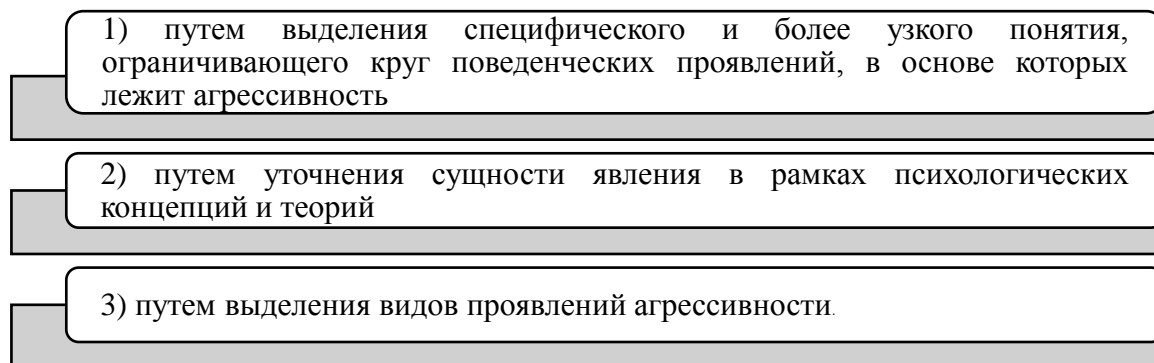 1) путем выделения специфического и более узкого понятия,
ограничивающего круг поведенческих проявлений, в основе которых
лежит агрессивность
2) путем уточнения сущности явления в рамках психологических
концепций и теорий
3) путем выделения видов проявлений агрессивности.